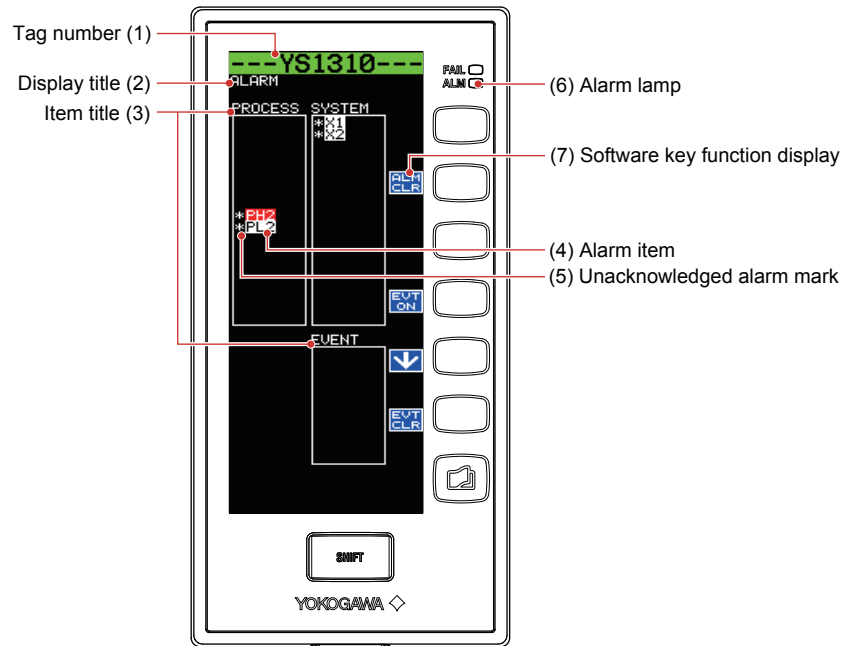 Tag number (1)
---YS1310---
FAIL
ALM
Display title (2)
ALARM
(6) Alarm lamp
Item title (3)
PROCESS SYSTEM
*X1
*X2
(7) Software key function display
ALM
CLR
*PH2
*PL2
(4) Alarm item
(5) Unacknowledged alarm mark
EVT
ON
EVENT
EVT
CLR
SHIFT
YOKOGAWA